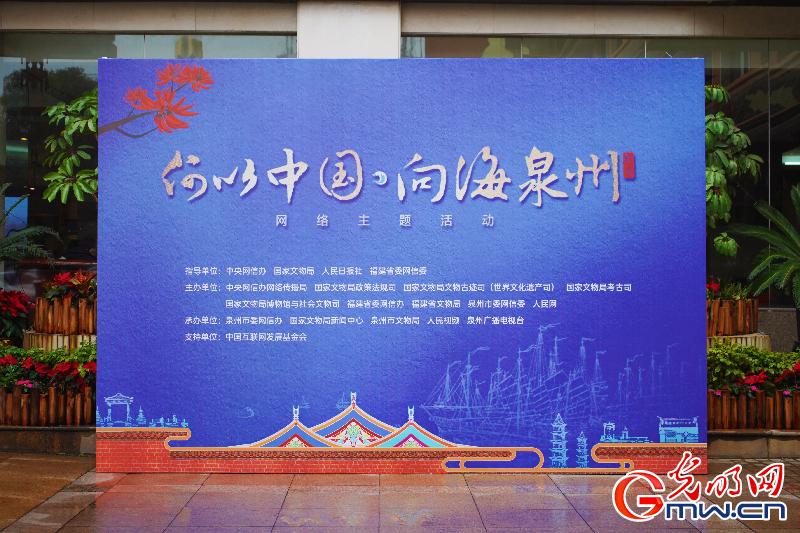 何以中国·向海泉州
网络主题活动
指导单位：中央网信办 国家文物局 人民日报社 福建省委网信委
主办单位：中央网信办网络传播局 国家文物局政策法规司 国家文物局文物古迹司（世界文化遗产司） 国家文物局考古司
国家文物局博物馆与社会文物司 福建省委网信办 福建省文物局 泉州市委网信委 人民网
承办单位：泉州市委网信办 国家文物局新闻中心 泉州市文物局 人民视频 泉州广播电视台
支持单位：中国互联网发展基金会
光明网
Gmw.cn